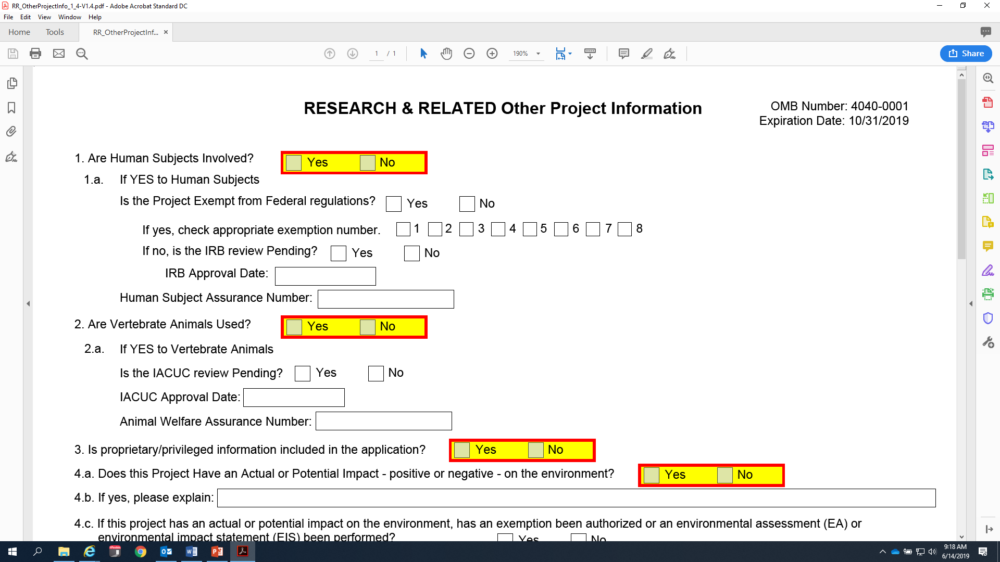 RR_OtherProjectInfo_1_4-V1.4.pdf - Adobe Acrobat Standard DC
File Edit View Window Help
Home Tools RR_OtherProjectInf... ×
1 / 1 190% Share
RESEARCH & RELATED Other Project Information
OMB Number: 4040-0001
Expiration Date: 10/31/2019
1. Are Human Subjects Involved? Yes No
1.a. If YES to Human Subjects
Is the Project Exempt from Federal regulations? Yes No
If yes, check appropriate exemption number. 1 2 3 4 5 6 7 8
If no, is the IRB review Pending? Yes No
IRB Approval Date:
Human Subject Assurance Number:
2. Are Vertebrate Animals Used? Yes No
2.a. If YES to Vertebrate Animals
Is the IACUC review Pending? Yes No
IACUC Approval Date:
Animal Welfare Assurance Number:
3. Is proprietary/privileged information included in the application? Yes No
4.a. Does this Project Have an Actual or Potential Impact - positive or negative - on the environment? Yes No
4.b. If yes, please explain:
4.c. If this project has an actual or potential impact on the environment, has an exemption been authorized or an environmental assessment (EA) or
environmental impact statement (EIS) been performed? Yes No
9:18 AM
6/14/2019